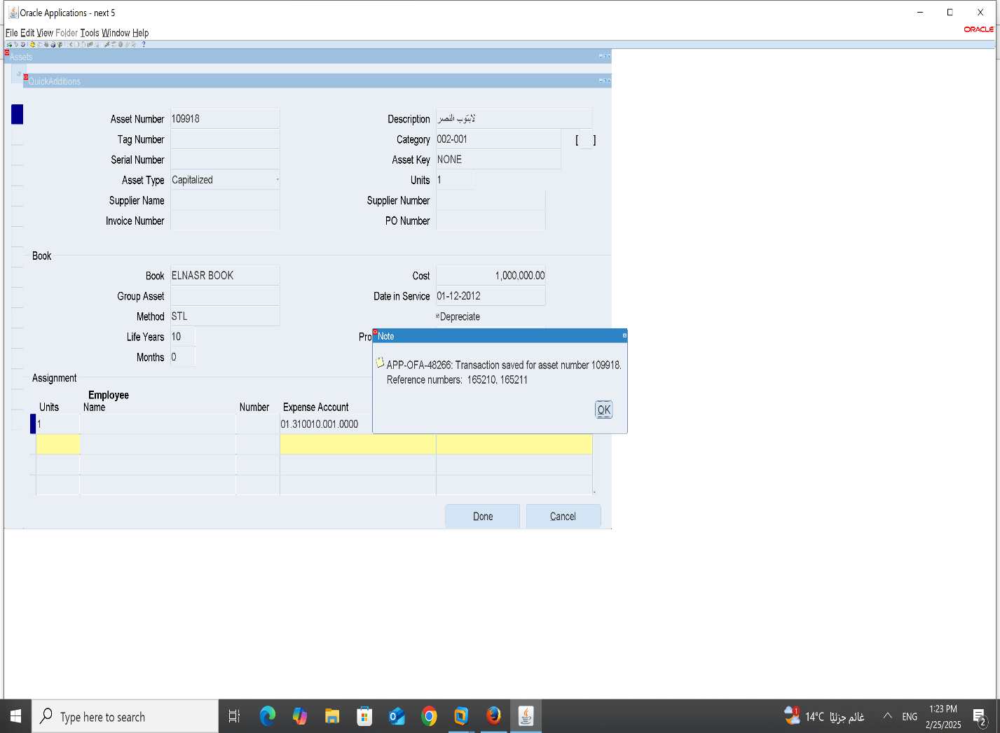 Oracle Applications - next 5
File Edit View Folder Tools Window Help
ORACLE
Assets
QuickAdditions
Asset Number 109918
Description لابتوب النصر
Tag Number
Category 002-001 [ ]
Serial Number
Asset Key NONE
Asset Type Capitalized
Units 1
Supplier Name
Supplier Number
Invoice Number
PO Number
Book
Book ELNASR BOOK
Cost 1,000,000.00
Group Asset
Date in Service 01-12-2012
Method STL
Depreciate
Life Years 10
Pro
Months 0
Note
APP-OFA-48266: Transaction saved for asset number 109918.
Reference numbers: 165210, 165211
OK
Assignment
Employee
Units Name Number Expense Account
1 01.310010.001.0000
Done Cancel
Type here to search
1
14°C غائم جزئيًا
ENG
1:23 PM
2/25/2025
2